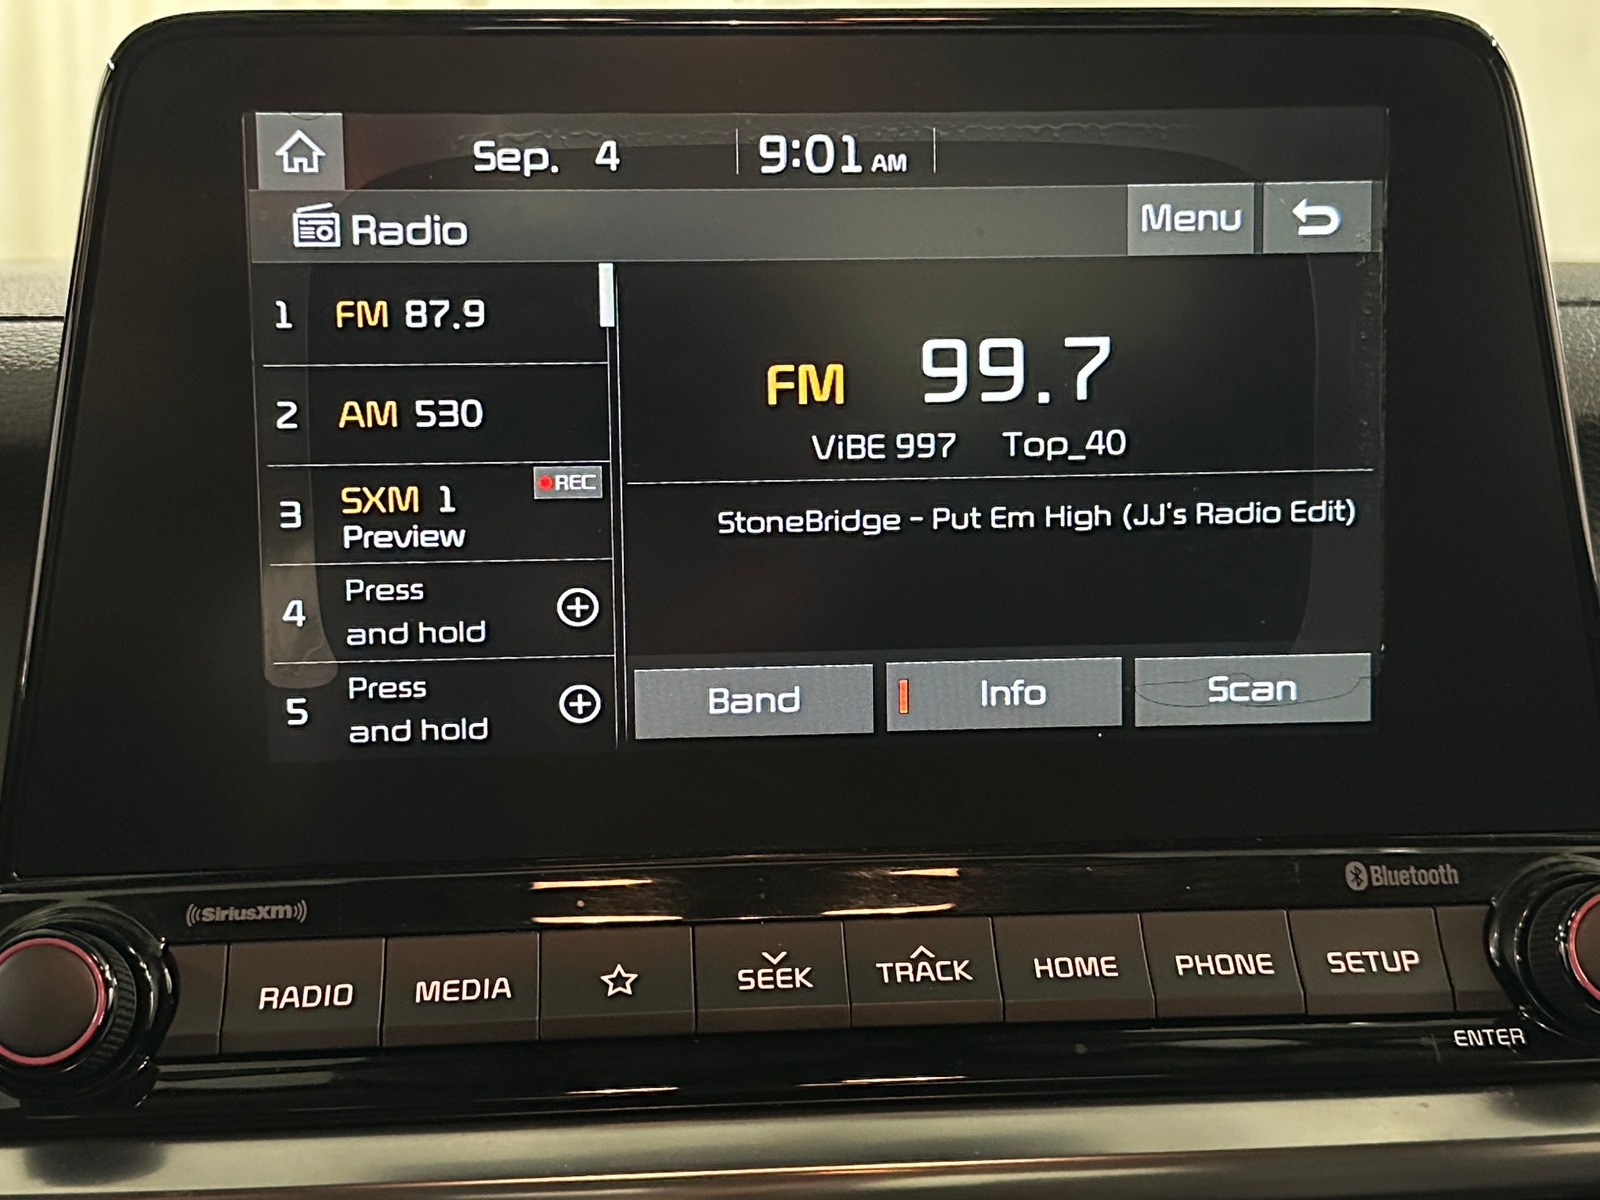 Sep. 4 9:01 AM
Radio
Menu
1 FM 87.9
2 AM 530
3 SXM 1
REC
Preview
4 Press
and hold
5 Press
and hold
FM 99.7
ViBE 997 Top_40
StoneBridge - Put Em High (JJ's Radio Edit)
Band
Info
Scan
((SiriusXM))
Bluetooth
RADIO
MEDIA
SEEK
TRACK
HOME
PHONE
SETUP
ENTER